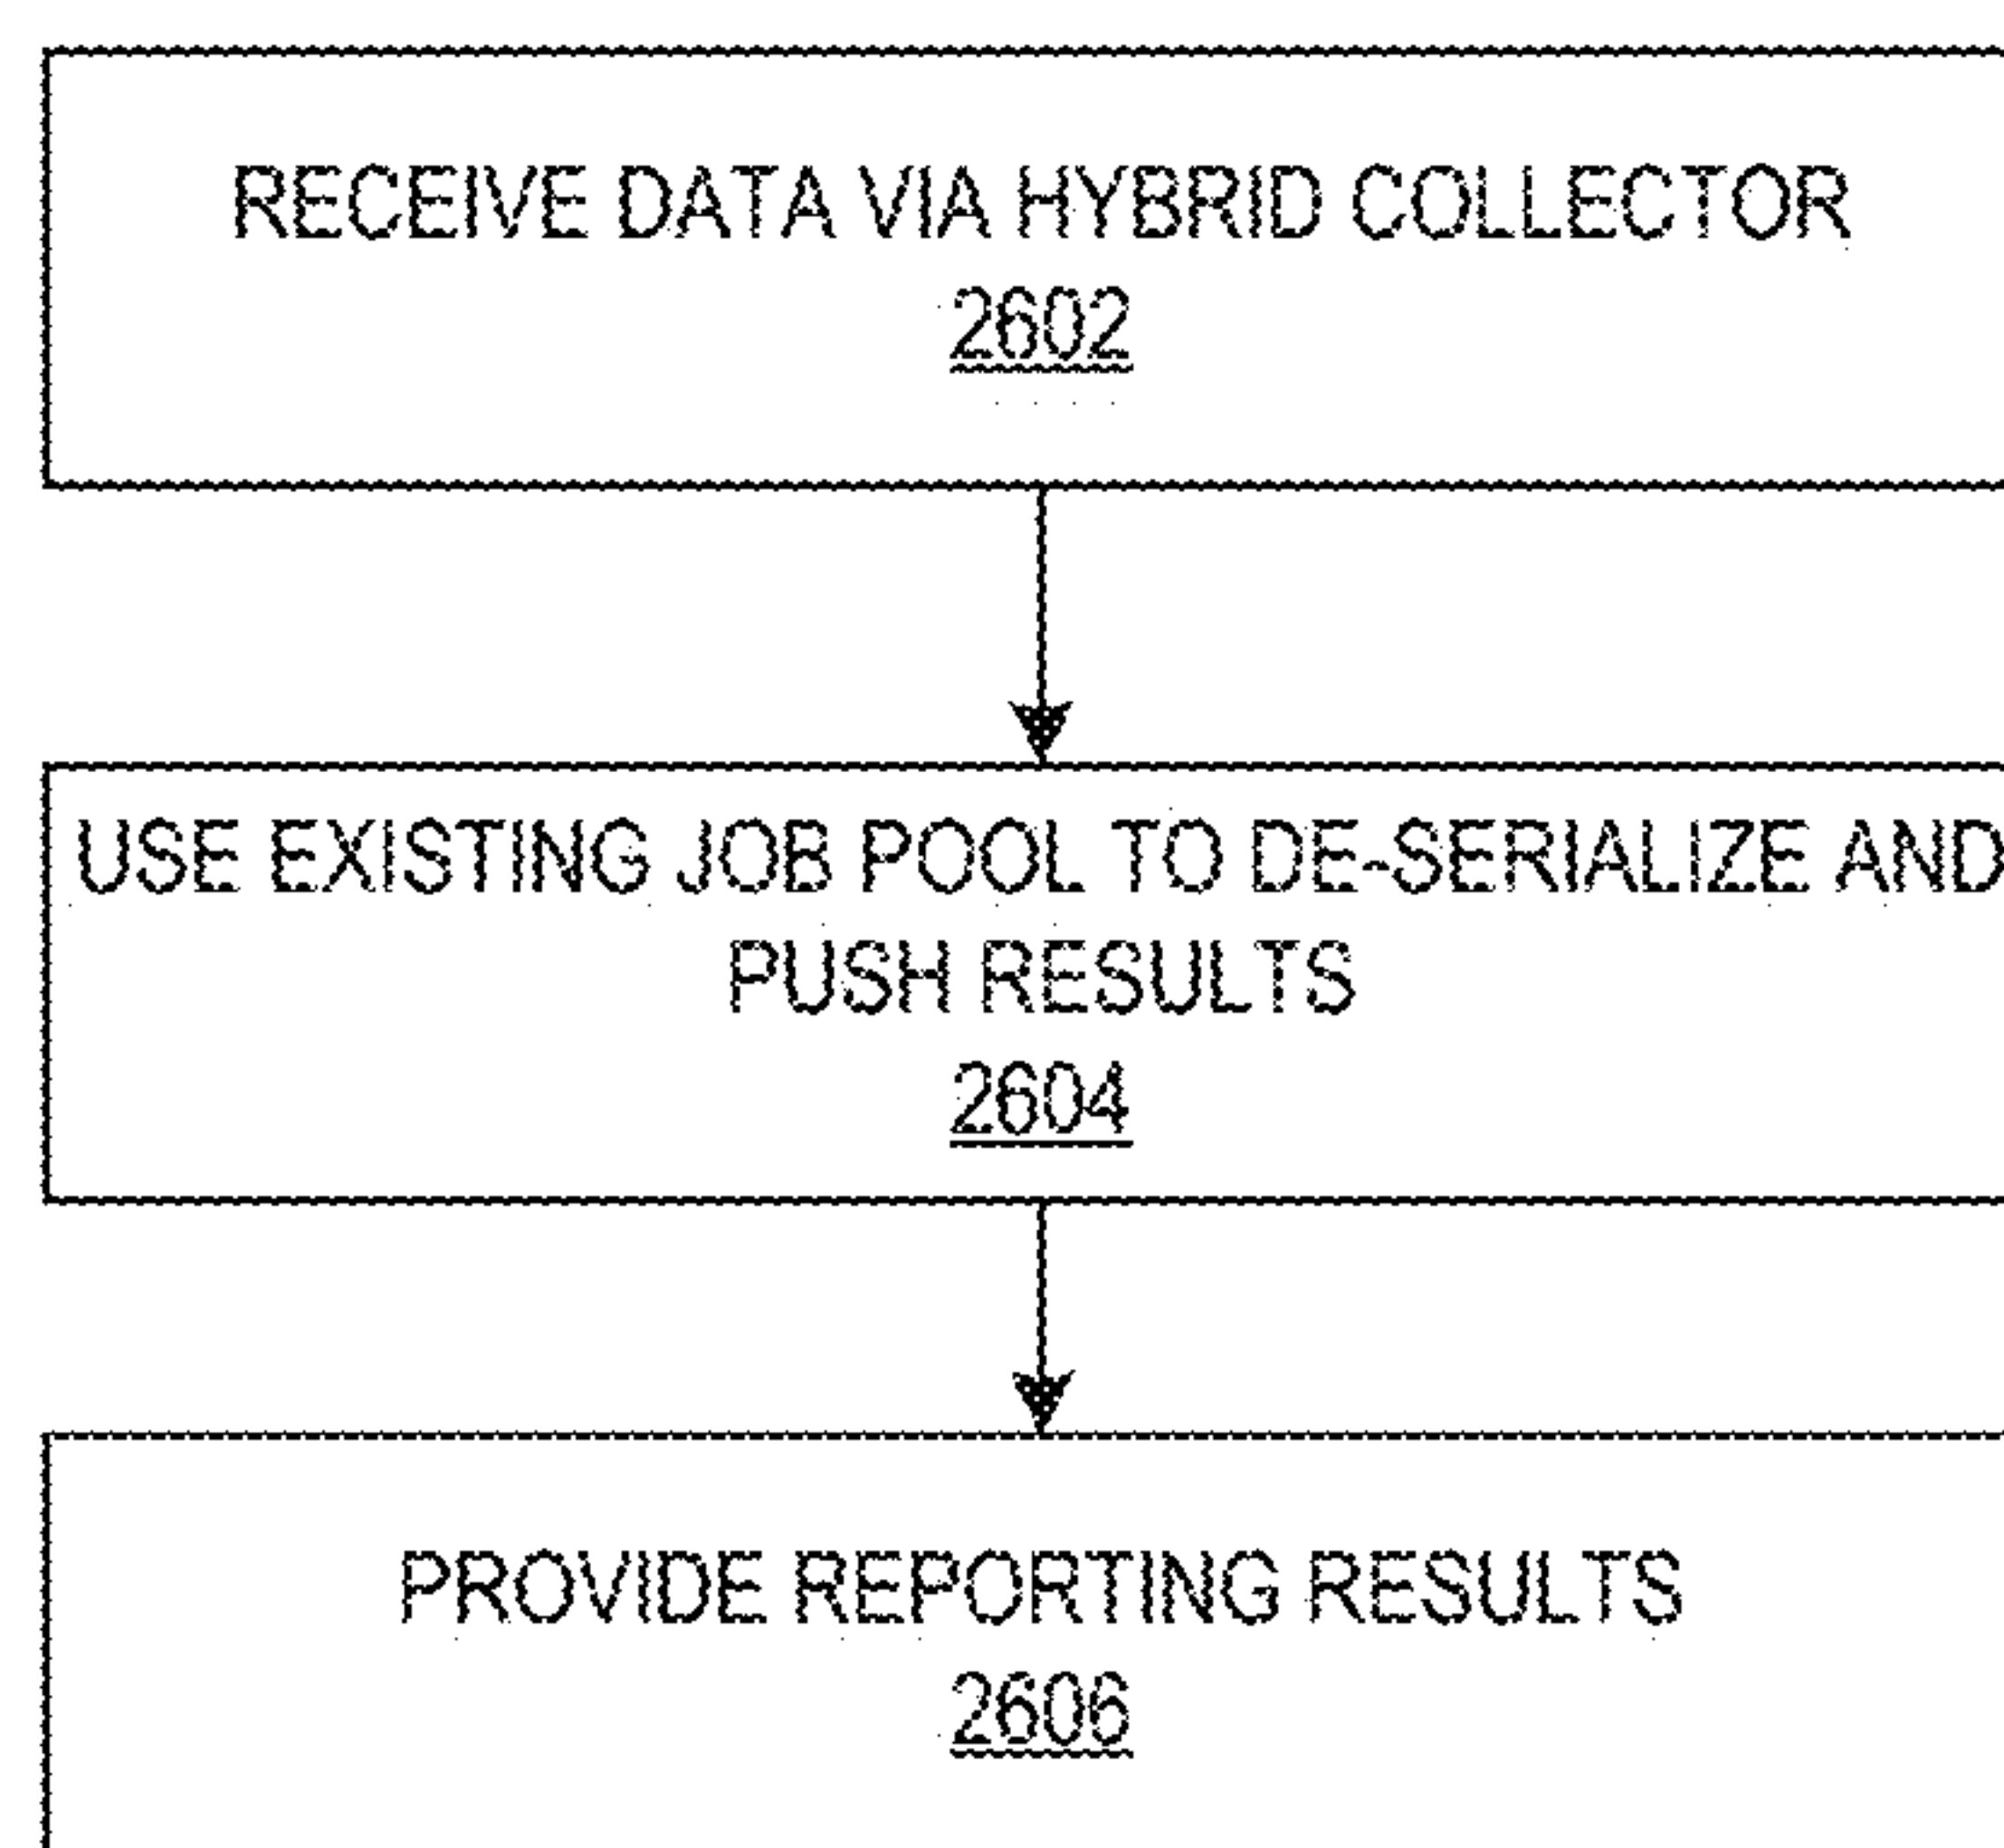 RECEIVE DATA VIA HYBRID COLLECTOR
2602
USE EXISTING JOB POOL TO DE-SERIALIZE AND
PUSH RESULTS
2604
PROVIDE REPORTING RESULTS
2606